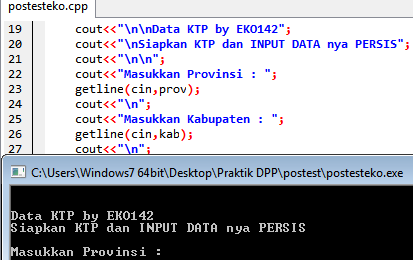 postesteko.cpp
19 cout<<"\n\nData KTP by EKO142";
20 cout<<"\nSiapkan KTP dan INPUT DATA nya PERSIS";
21 cout<<"\n\n";
22 cout<<"Masukkan Provinsi : ";
23 getline(cin,prov);
24 cout<<"\n";
25 cout<<"Masukkan Kabupaten : ";
26 getline(cin,kab);
27 cout<<"\n";
C:\Users\Windows7 64bit\Desktop\Praktik DPP\postest\postesteko.exe
Data KTP by EKO142
Siapkan KTP dan INPUT DATA nya PERSIS
Masukkan Provinsi :